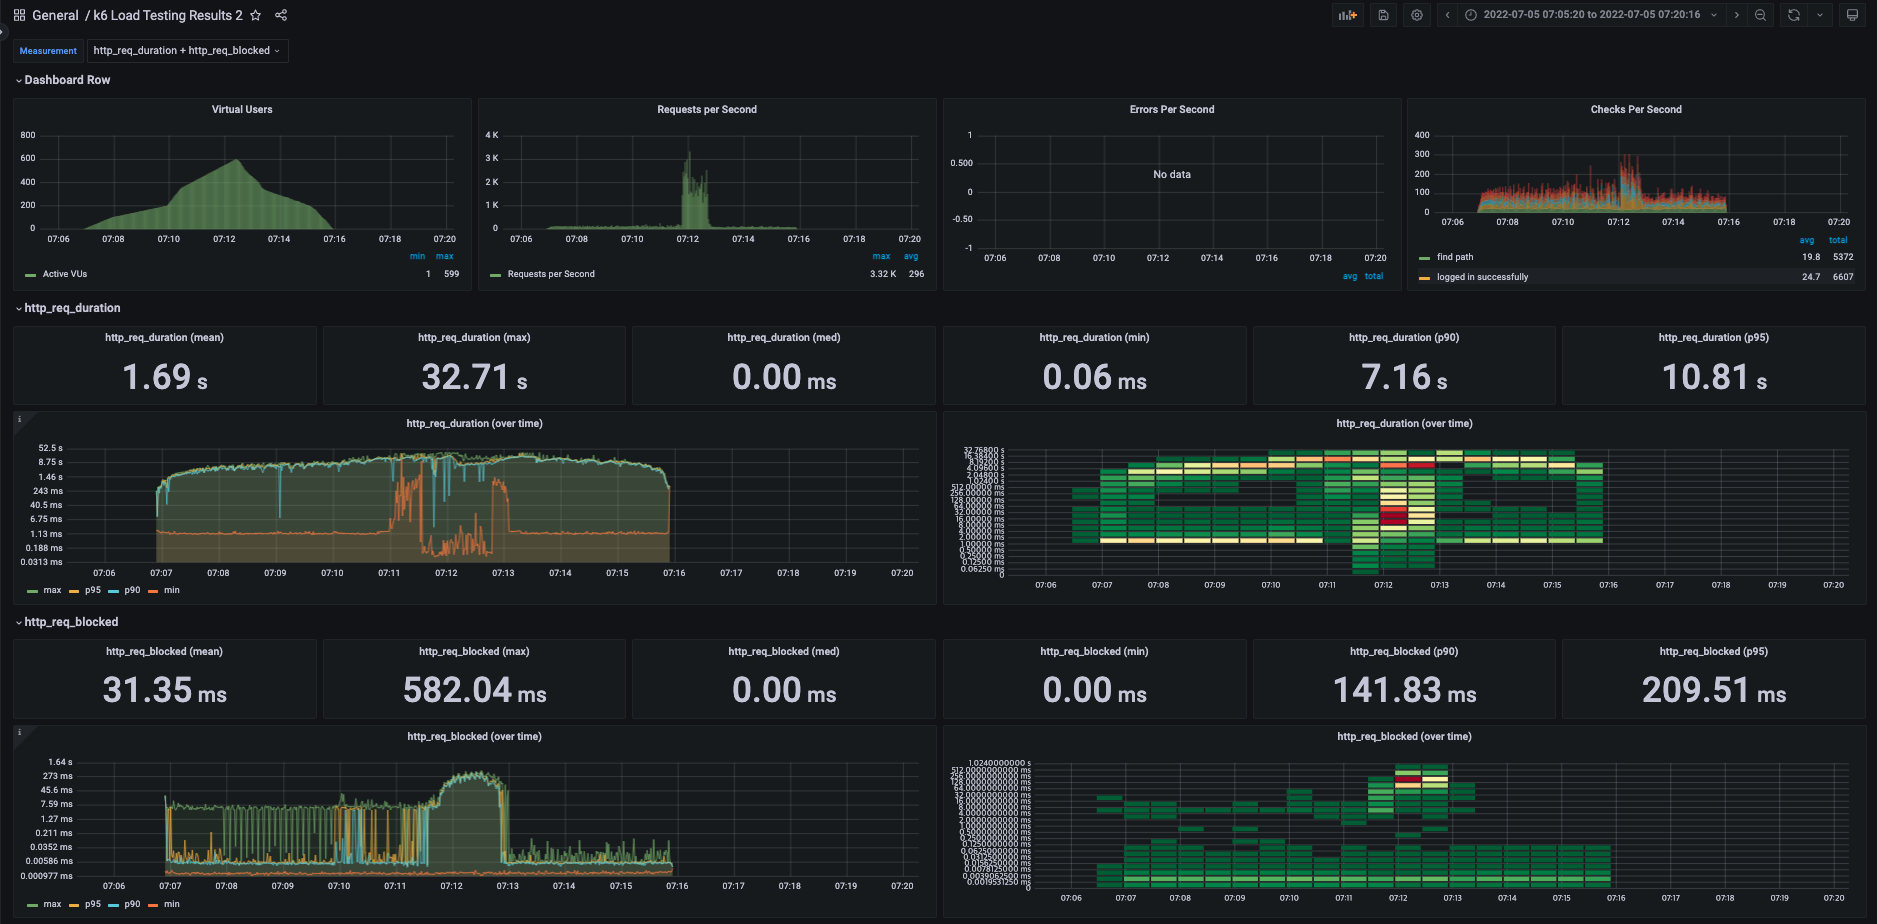 General / k6 Load Testing Results 2
2022-07-05 07:05:20 to 2022-07-05 07:20:16
Measurement http_req_duration + http_req_blocked
Dashboard Row
Virtual Users
800
600
400
200
0
07:06 07:08 07:10 07:12 07:14 07:16 07:18 07:20
min max
Active VUs 1 599
Requests per Second
4 K
3 K
2 K
1 K
0
07:06 07:08 07:10 07:12 07:14 07:16 07:18 07:20
max avg
Requests per Second 3.32 K 296
Errors Per Second
1
0.500
0
-0.50
-1
No data
07:06 07:08 07:10 07:12 07:14 07:16 07:18 07:20
avg total
Checks Per Second
400
300
200
100
0
07:06 07:08 07:10 07:12 07:14 07:16 07:18 07:20
avg total
find path 19.8 5372
logged in successfully 24.7 6607
http_req_duration
http_req_duration (mean)
1.69 s
http_req_duration (max)
32.71 s
http_req_duration (med)
0.00 ms
http_req_duration (min)
0.06 ms
http_req_duration (p90)
7.16 s
http_req_duration (p95)
10.81 s
http_req_duration (over time)
52.5 s
8.75 s
1.46 s
243 ms
40.5 ms
6.75 ms
1.13 ms
0.188 ms
0.0313 ms
07:06 07:07 07:08 07:09 07:10 07:11 07:12 07:13 07:14 07:15 07:16 07:17 07:18 07:19 07:20
max p95 p90 min
http_req_duration (over time)
32.76800 s
16.38400 s
8.19200 s
4.09600 s
2.04800 s
1.02400 s
512.00000 ms
256.00000 ms
128.00000 ms
64.00000 ms
32.00000 ms
16.00000 ms
8.00000 ms
4.00000 ms
2.00000 ms
1.00000 ms
0.50000 ms
0.25000 ms
0.12500 ms
0.06250 ms
0
07:06 07:07 07:08 07:09 07:10 07:11 07:12 07:13 07:14 07:15 07:16 07:17 07:18 07:19 07:20
http_req_blocked
http_req_blocked (mean)
31.35 ms
http_req_blocked (max)
582.04 ms
http_req_blocked (med)
0.00 ms
http_req_blocked (min)
0.00 ms
http_req_blocked (p90)
141.83 ms
http_req_blocked (p95)
209.51 ms
http_req_blocked (over time)
1.64 s
273 ms
45.6 ms
7.59 ms
1.27 ms
0.211 ms
0.0352 ms
0.00586 ms
0.000977 ms
07:06 07:07 07:08 07:09 07:10 07:11 07:12 07:13 07:14 07:15 07:16 07:17 07:18 07:19 07:20
max p95 p90 min
http_req_blocked (over time)
1.0240000000 s
512.0000000000 ms
64.0000000000 ms
32.0000000000 ms
16.0000000000 ms
8.0000000000 ms
4.0000000000 ms
2.0000000000 ms
1.0000000000 ms
0.5000000000 ms
0.1250000000 ms
0.0625000000 ms
0.0312500000 ms
0.0156250000 ms
0.0078125000 ms
0.0039062500 ms
0.0019531250 ms
0
07:06 07:07 07:08 07:09 07:10 07:11 07:12 07:13 07:14 07:15 07:16 07:17 07:18 07:19 07:20